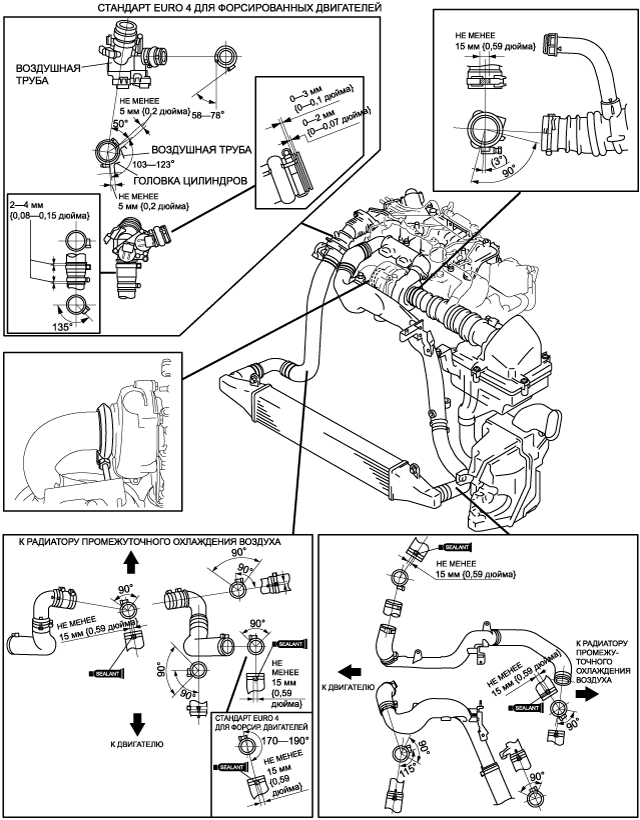 СТАНДАРТ EURO 4 ДЛЯ ФОРСИРОВАННЫХ ДВИГАТЕЛЕЙ
ВОЗДУШНАЯ
ТРУБА
НЕ МЕНЕЕ
5 мм {0,2 дюйма}
58—78°
50°
ВОЗДУШНАЯ ТРУБА
103—123°
ГОЛОВКА ЦИЛИНДРОВ
НЕ МЕНЕЕ
5 мм {0,2 дюйма}
2—4 мм
{0,08—0,15 дюйма}
135°
0—3 мм
{0—0,1 дюйма}
0—2 мм
{0—0,07 дюйма}
НЕ МЕНЕЕ
15 мм {0,59 дюйма}
(3°)
90°
К РАДИАТОРУ ПРОМЕЖУТОЧНОГО ОХЛАЖДЕНИЯ ВОЗДУХА
90°
90°
90°
НЕ МЕНЕЕ
15 мм {0,59 дюйма}
SEALANT
90°
90°
90°
SEALANT
НЕ
МЕНЕЕ
15 мм
{0,59
дюйма}
К ДВИГАТЕЛЮ
СТАНДАРТ EURO 4
ДЛЯ ФОРСИР. ДВИГАТЕЛЕЙ
170—190°
НЕ МЕНЕЕ
15 мм
{0,59
дюйма}
SEALANT
SEALANT
НЕ МЕНЕЕ
15 мм {0,59 дюйма}
К РАДИАТОРУ
ПРОМЕЖУ-
ТОЧНОГО
ОХЛАЖДЕНИЯ
ВОЗДУХА
НЕ МЕНЕЕ
15 мм {0,59 дюйма}
К ДВИГАТЕЛЮ
SEALANT
90°
90°
115°
90°